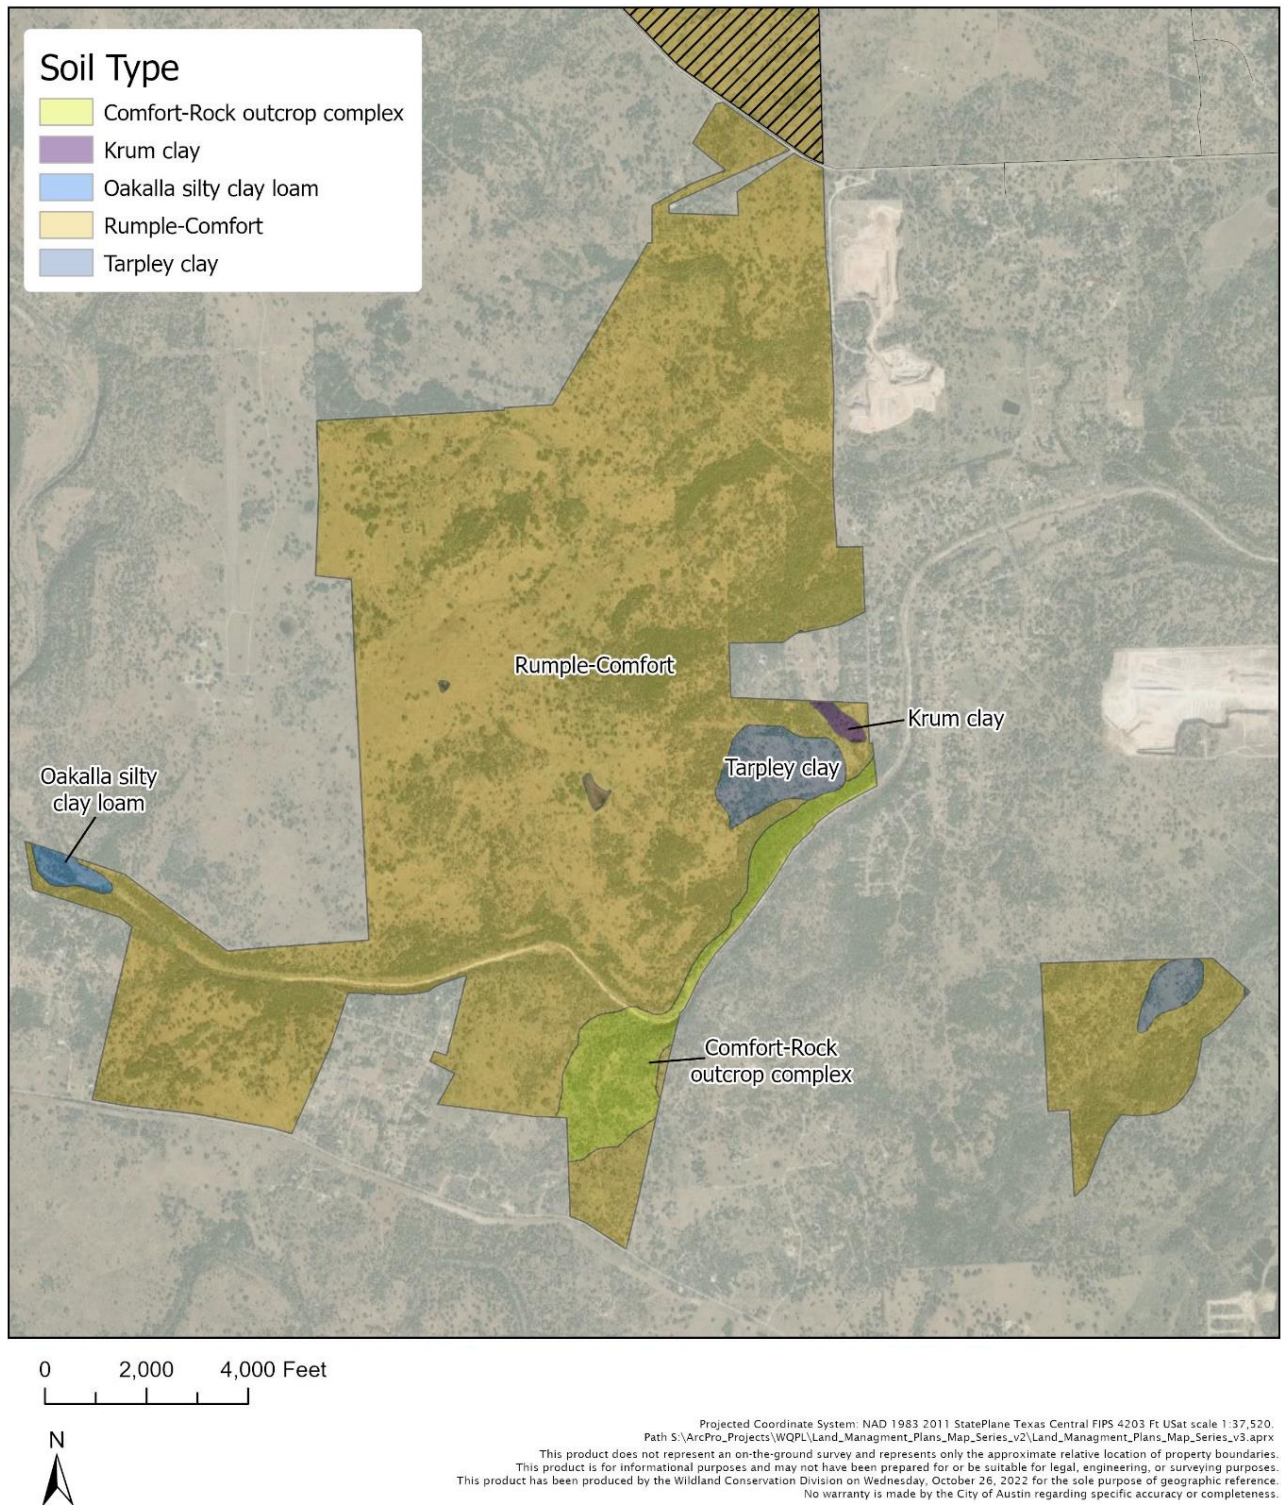 Soil Type
Comfort-Rock outcrop complex
Krum clay
Oakalla silty clay loam
Rumple-Comfort
Tarpley clay
Rumple-Comfort
Krum clay
Tarpley clay
Oakalla silty
clay loam
Comfort-Rock
outcrop complex
0 2,000 4,000 Feet
N
Projected Coordinate System: NAD 1983 2011 StatePlane Texas Central FIPS 4203 Ft USat scale 1:37,520.
Path S:\ArcPro_Projects\WQPL\Land_Managment_Plans_Map_Series_v2\Land_Managment_Plans_Map_Series_v3.aprx
This product does not represent an on-the-ground survey and represents only the approximate relative location of property boundaries.
This product is for informational purposes and may not have been prepared for or be suitable for legal, engineering, or surveying purposes.
This product has been produced by the Wildland Conservation Division on Wednesday, October 26, 2022 for the sole purpose of geographic reference.
No warranty is made by the City of Austin regarding specific accuracy or completeness.